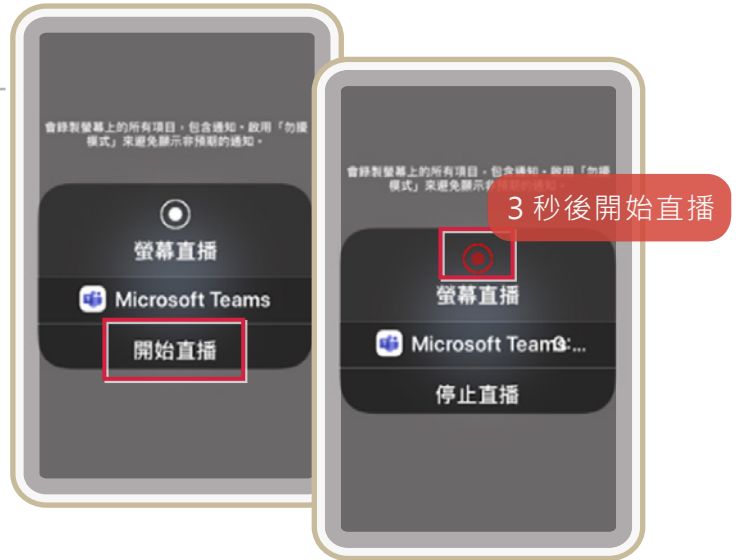 會錄製螢幕上的所有項目，包含通知。啟用「勿擾
模式」來避免顯示非預期的通知。
螢幕直播
Microsoft Teams
開始直播
會錄製螢幕上的所有項目，包含通知。啟用「勿擾
模式」來避免顯示非預期的通知。
3 秒後開始直播
螢幕直播
Microsoft Teams
停止直播